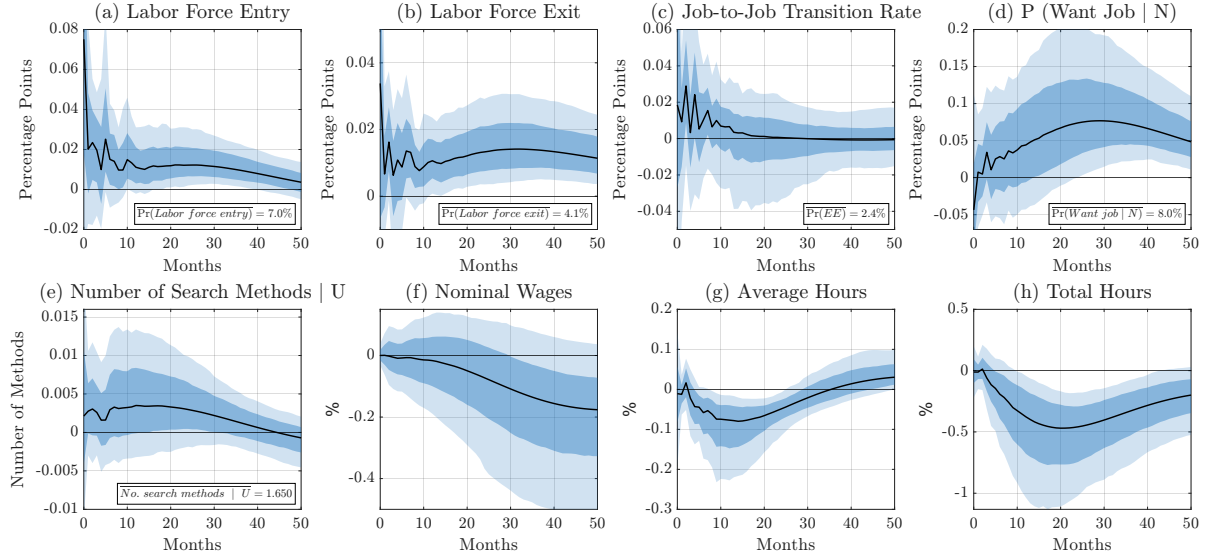 (a) Labor Force Entry
Percentage Points
0.08
0.06
0.04
0.02
0
-0.02
0 10 20 30 40 50
Months
Pr(Labor force entry) = 7.0%
(b) Labor Force Exit
Percentage Points
0.04
0.02
0
0 10 20 30 40 50
Months
Pr(Labor force exit) = 4.1%
(c) Job-to-Job Transition Rate
Percentage Points
0.06
0.04
0.02
0
-0.02
-0.04
-0.06
0 10 20 30 40 50
Months
Pr(EE) = 2.4%
(d) P (Want Job | N)
Percentage Points
0.2
0.15
0.1
0.05
0
-0.05
0 10 20 30 40 50
Months
Pr(Want job | N) = 8.0%
(e) Number of Search Methods | U
Number of Methods
0.015
0.01
0.005
0
-0.005
-0.01
0 10 20 30 40 50
Months
No. search methods | U = 1.650
(f) Nominal Wages
%
0
-0.2
-0.4
0 10 20 30 40 50
Months
(g) Average Hours
%
0.2
0.1
0
-0.1
-0.2
-0.3
0 10 20 30 40 50
Months
(h) Total Hours
%
0.5
0
-0.5
-1
0 10 20 30 40 50
Months